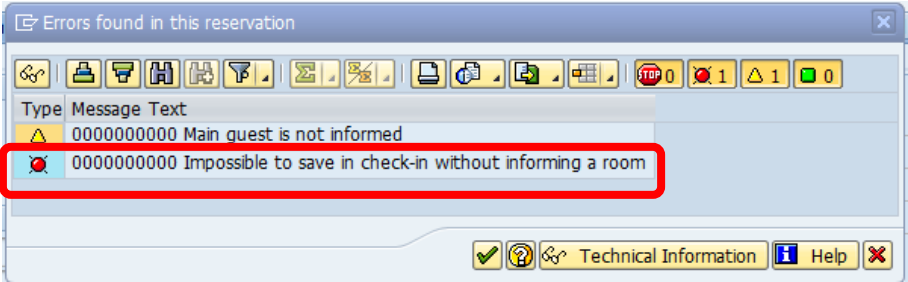 Errors found in this reservation
STOP 0 1 1 0
Type Message Text
0000000000 Main guest is not informed
0000000000 Impossible to save in check-in without informing a room
Technical Information i Help